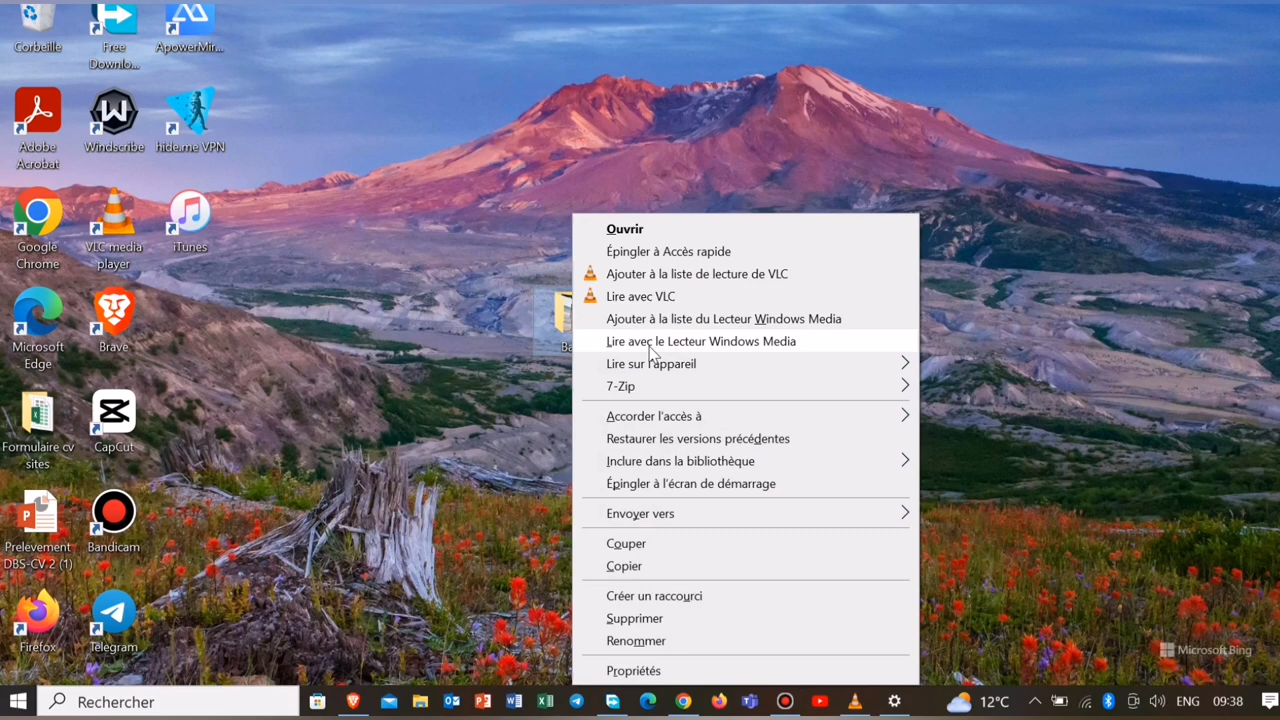 Corbeille
Free
Downlo...
ApowerMir...
Adobe
Acrobat
Windscribe
hide.me VPN
Google
Chrome
VLC media
player
iTunes
Microsoft
Edge
Brave
Formulaire cv
sites
CapCut
Prelevement
DBS-CV 2 (1)
Bandicam
Firefox
Telegram
Ba
Ouvrir
Épingler à Accès rapide
Ajouter à la liste de lecture de VLC
Lire avec VLC
Ajouter à la liste du Lecteur Windows Media
Lire avec le Lecteur Windows Media
Lire sur l'appareil
7-Zip
Accorder l'accès à
Restaurer les versions précédentes
Inclure dans la bibliothèque
Épingler à l'écran de démarrage
Envoyer vers
Couper
Copier
Créer un raccourci
Supprimer
Renommer
Propriétés
Microsoft Bing
Rechercher
12°C
ENG
09:38